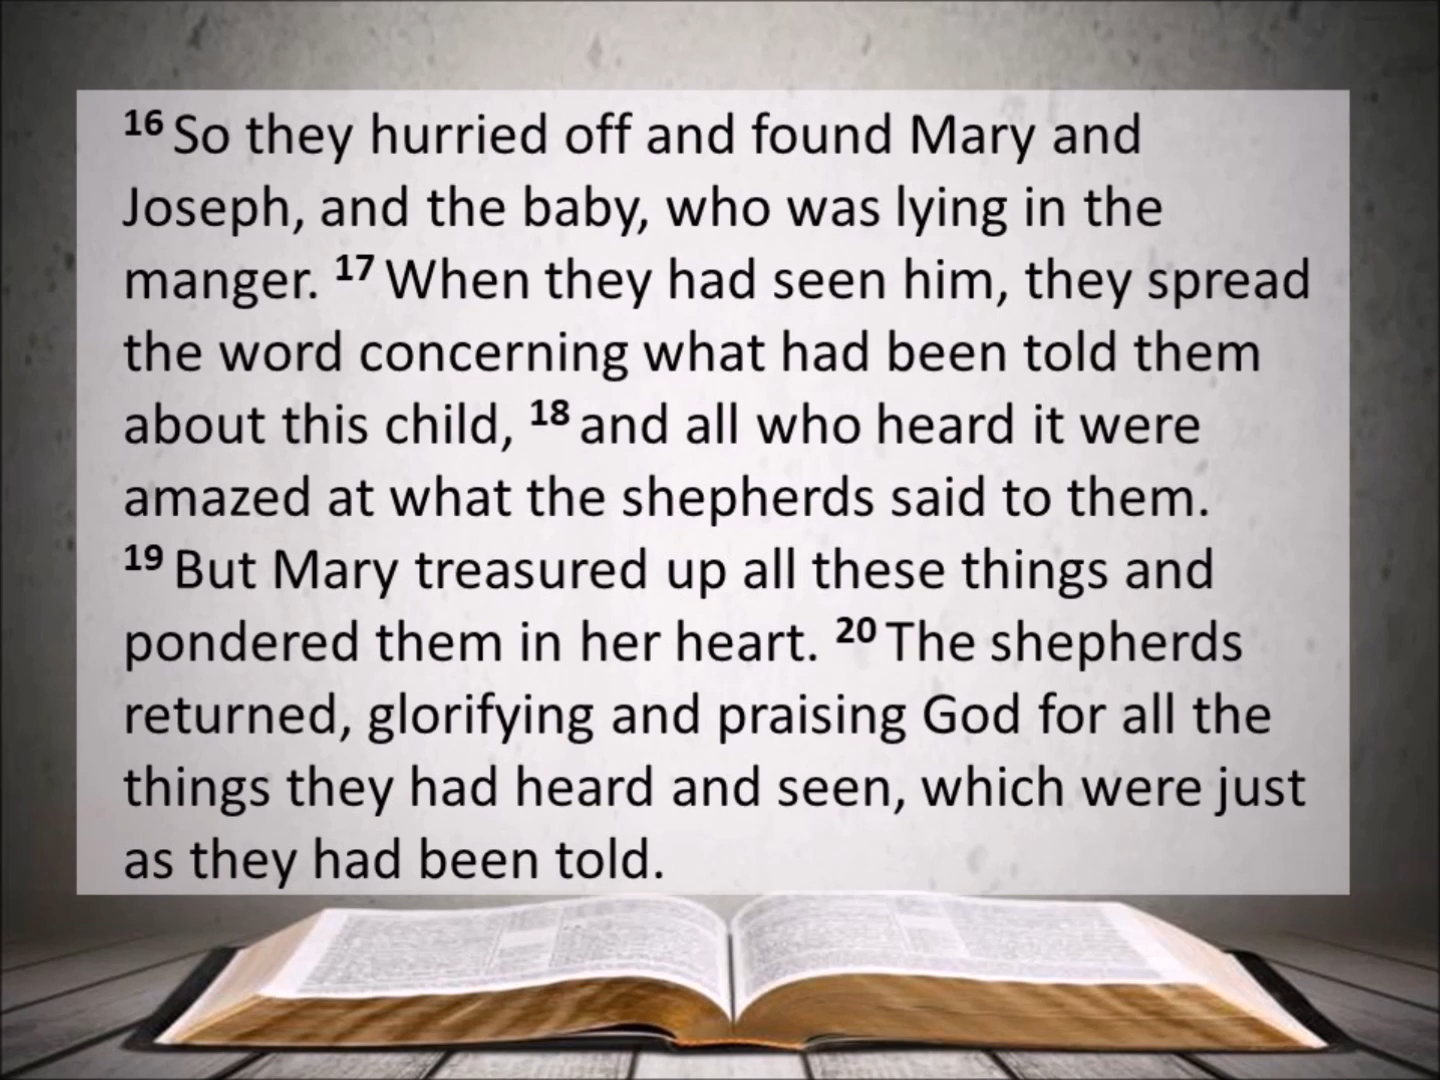 16 So they hurried off and found Mary and
Joseph, and the baby, who was lying in the
manger. 17 When they had seen him, they spread
the word concerning what had been told them
about this child, 18 and all who heard it were
amazed at what the shepherds said to them.
19 But Mary treasured up all these things and
pondered them in her heart. 20 The shepherds
returned, glorifying and praising God for all the
things they had heard and seen, which were just
as they had been told.